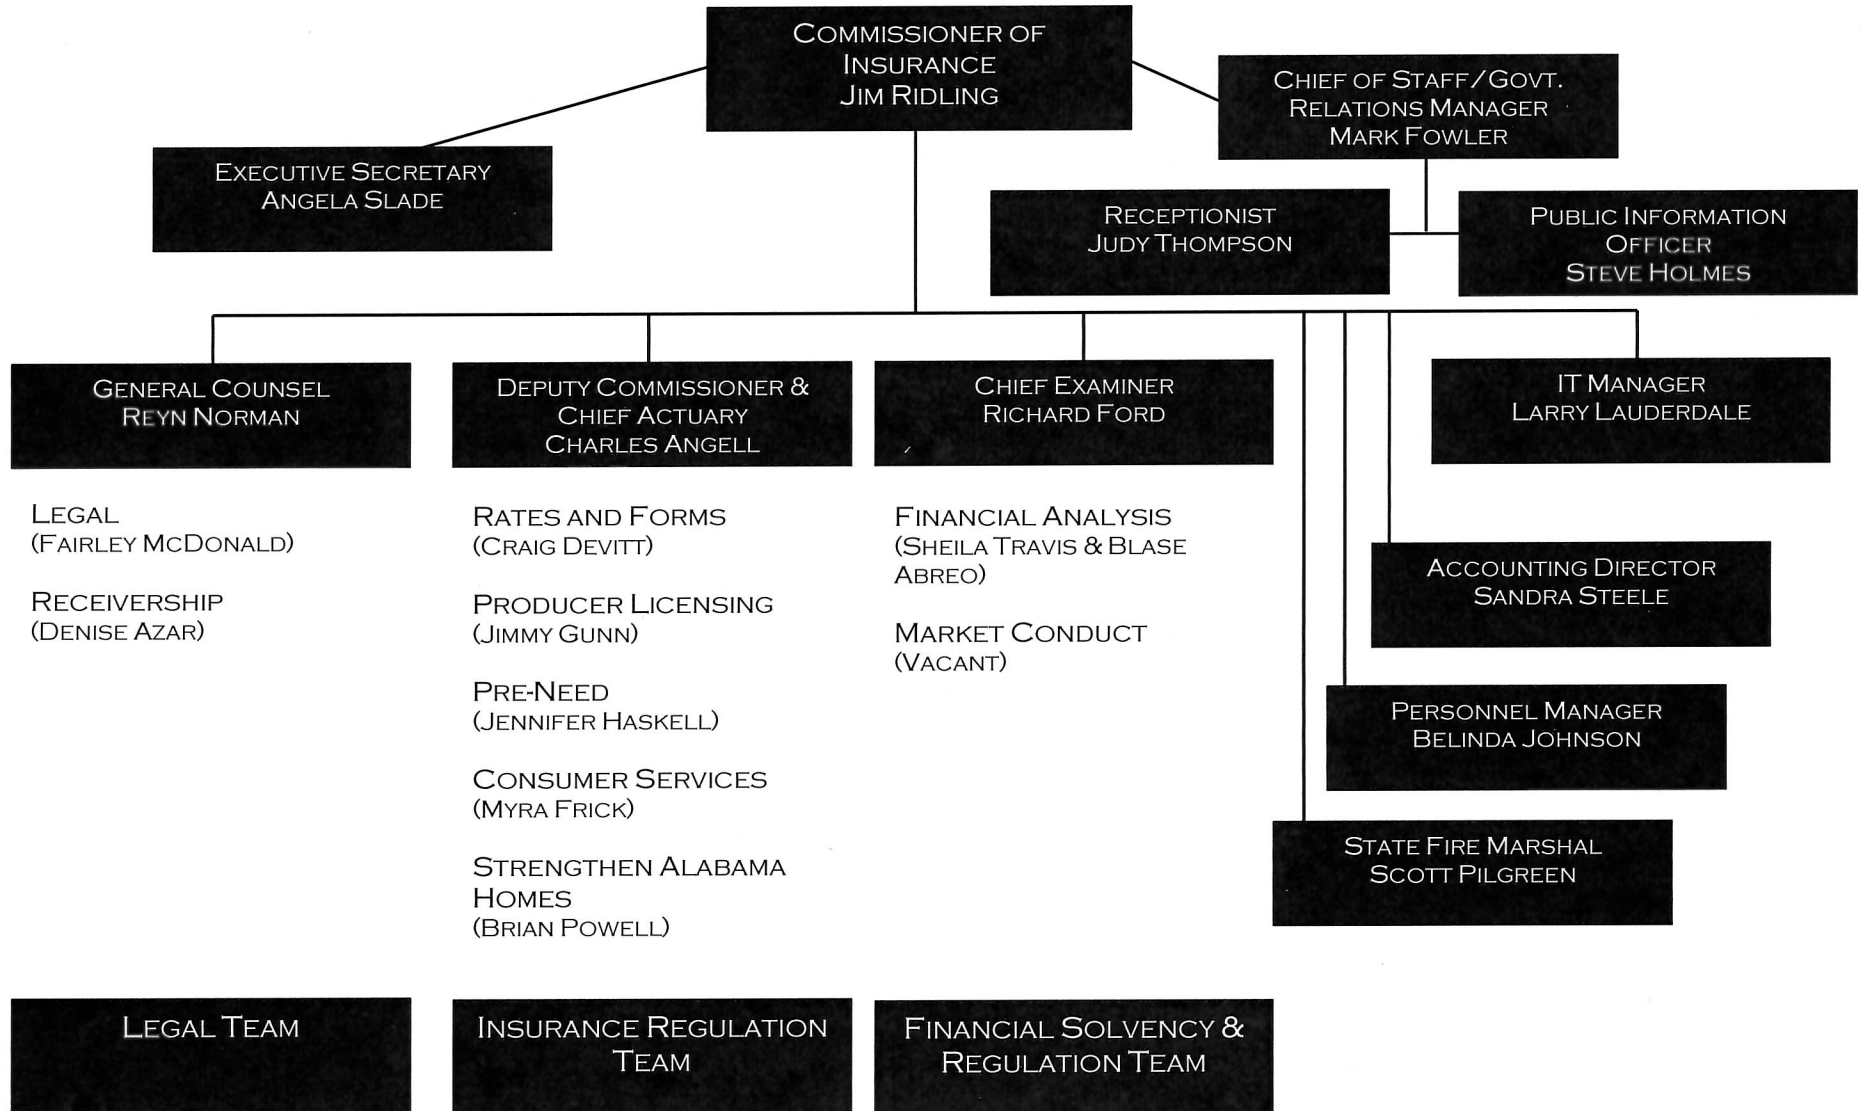 Commissioner of
Insurance
Jim Ridling
Chief of Staff/Govt.
Relations Manager
Mark Fowler
Executive Secretary
Angela Slade
Receptionist
Judy Thompson
Public Information
Officer
Steve Holmes
General Counsel
Reyn Norman
Deputy Commissioner &
Chief Actuary
Charles Angell
Chief Examiner
Richard Ford
IT Manager
Larry Lauderdale
Legal
(Fairley McDonald)
Receivership
(Denise Azar)
Rates and Forms
(Craig Devitt)
Producer Licensing
(Jimmy Gunn)
Pre-Need
(Jennifer Haskell)
Consumer Services
(Myra Frick)
Strengthen Alabama
Homes
(Brian Powell)
Financial Analysis
(Sheila Travis & Blase
Abreo)
Market Conduct
(Vacant)
Accounting Director
Sandra Steele
Personnel Manager
Belinda Johnson
State Fire Marshal
Scott Pilgreen
Legal Team
Insurance Regulation
Team
Financial Solvency &
Regulation Team